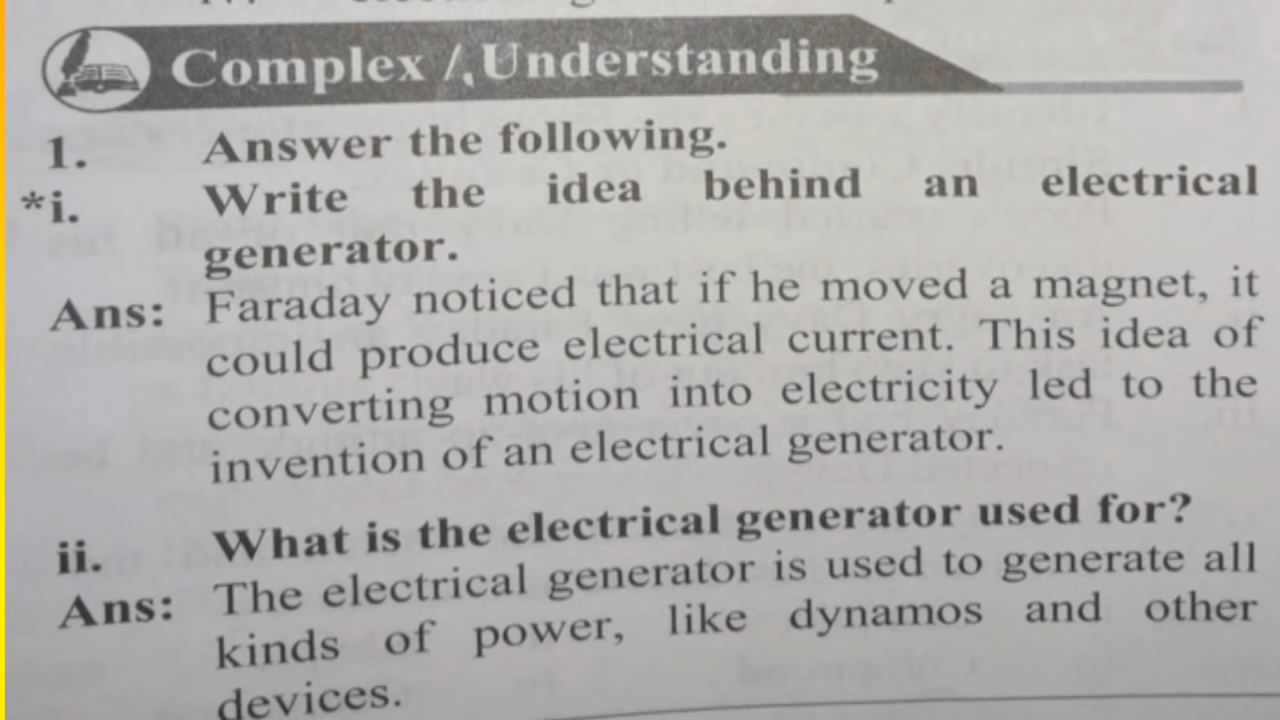 Complex / Understanding
1. Answer the following.
*i. Write the idea behind an electrical
generator.
Ans: Faraday noticed that if he moved a magnet, it
could produce electrical current. This idea of
converting motion into electricity led to the
invention of an electrical generator.
ii. What is the electrical generator used for?
Ans: The electrical generator is used to generate all
kinds of power, like dynamos and other
devices.